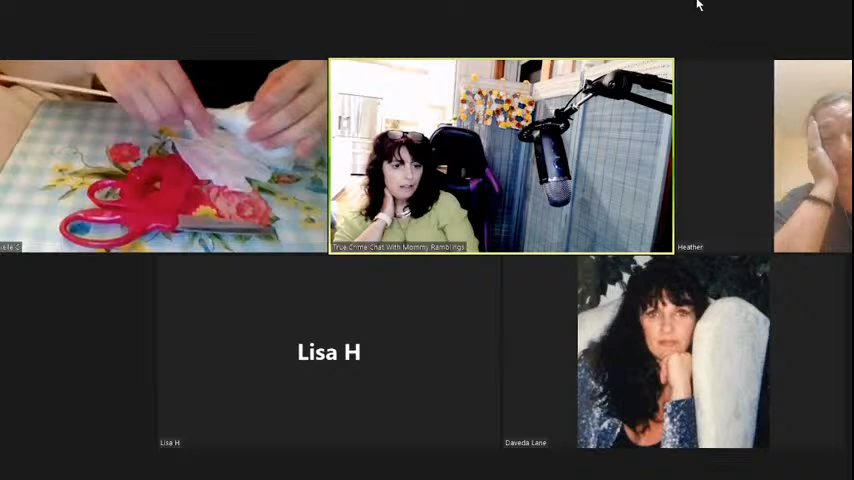 True Crime Chat With Mommy Ramblings
Heather
Lisa H
Lisa H
Daveda Lane